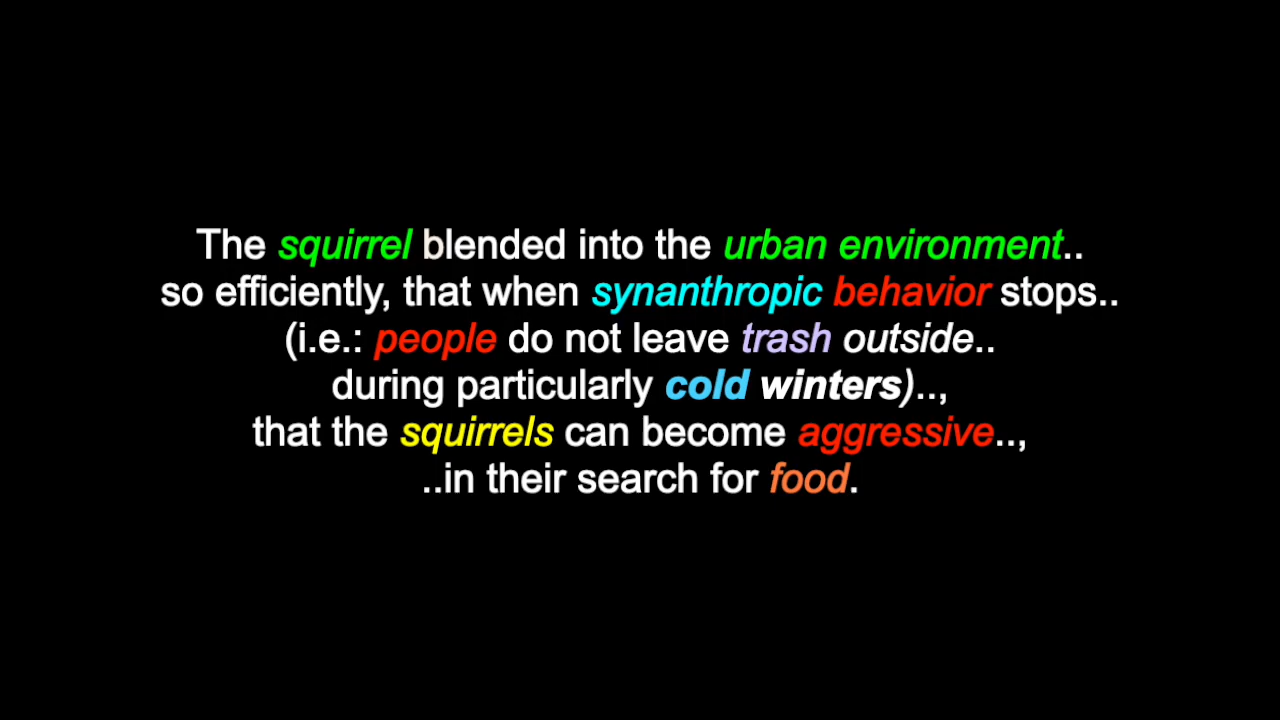 The squirrel blended into the urban environment..
so efficiently, that when synanthropic behavior stops..
(i.e.: people do not leave trash outside..
during particularly cold winters)..,
that the squirrels can become aggressive..,
..in their search for food.